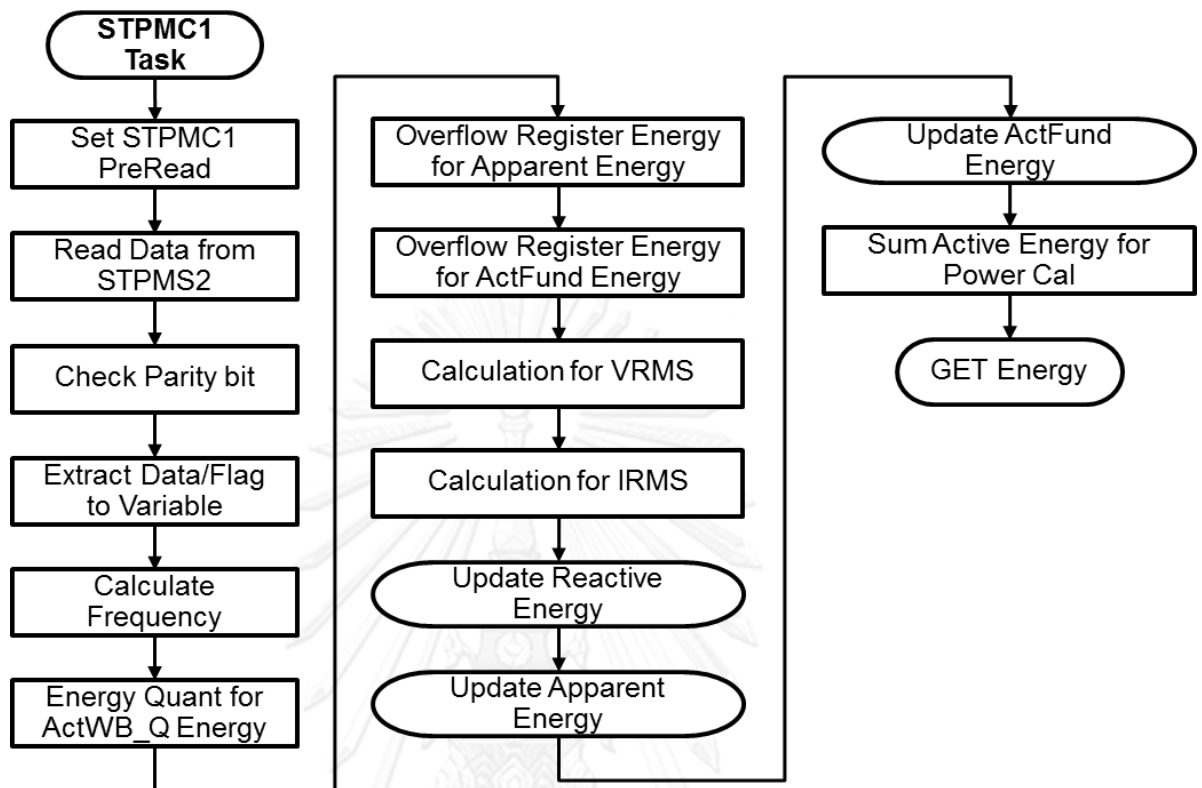 STPMC1
Task
Set STPMC1
PreRead
Read Data from
STPMS2
Check Parity bit
Extract Data/Flag
to Variable
Calculate
Frequency
Energy Quant for
ActWB_Q Energy
Overflow Register Energy
for Apparent Energy
Overflow Register Energy
for ActFund Energy
Calculation for VRMS
Calculation for IRMS
Update Reactive
Energy
Update Apparent
Energy
Update ActFund
Energy
Sum Active Energy for
Power Cal
GET Energy